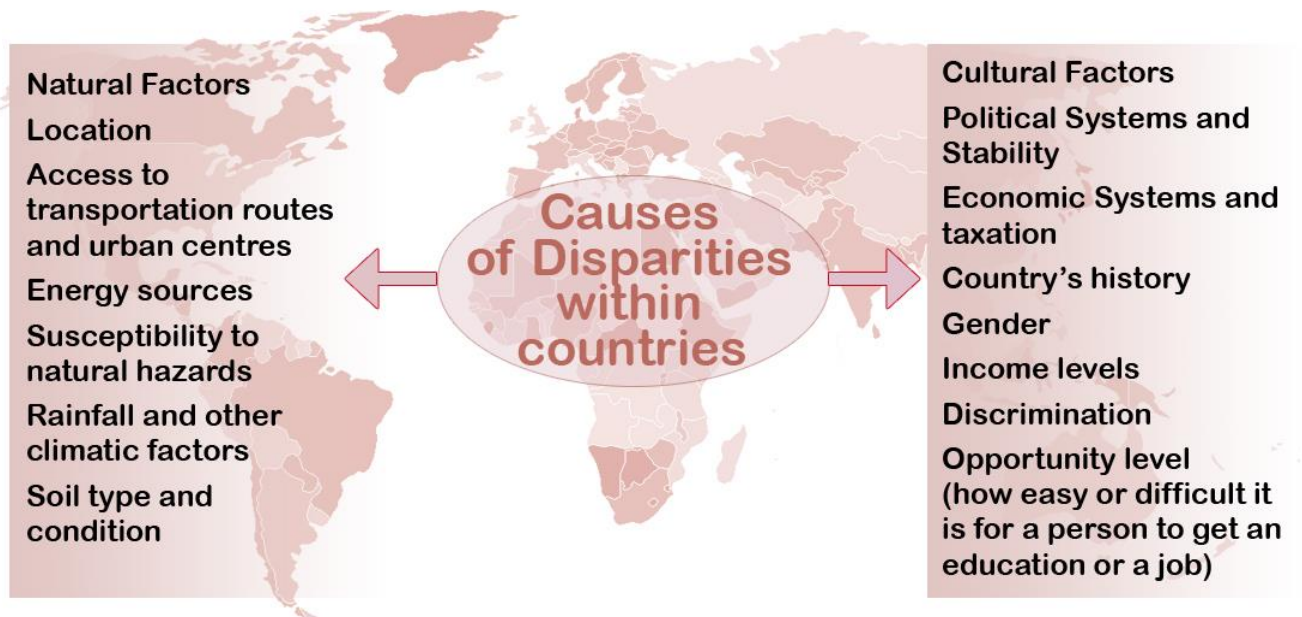 Natural Factors
Location
Access to
transportation routes
and urban centres
Energy sources
Susceptibility to
natural hazards
Rainfall and other
climatic factors
Soil type and
condition
Causes
of Disparities
within
countries
Cultural Factors
Political Systems and
Stability
Economic Systems and
taxation
Country's history
Gender
Income levels
Discrimination
Opportunity level
(how easy or difficult it
is for a person to get an
education or a job)